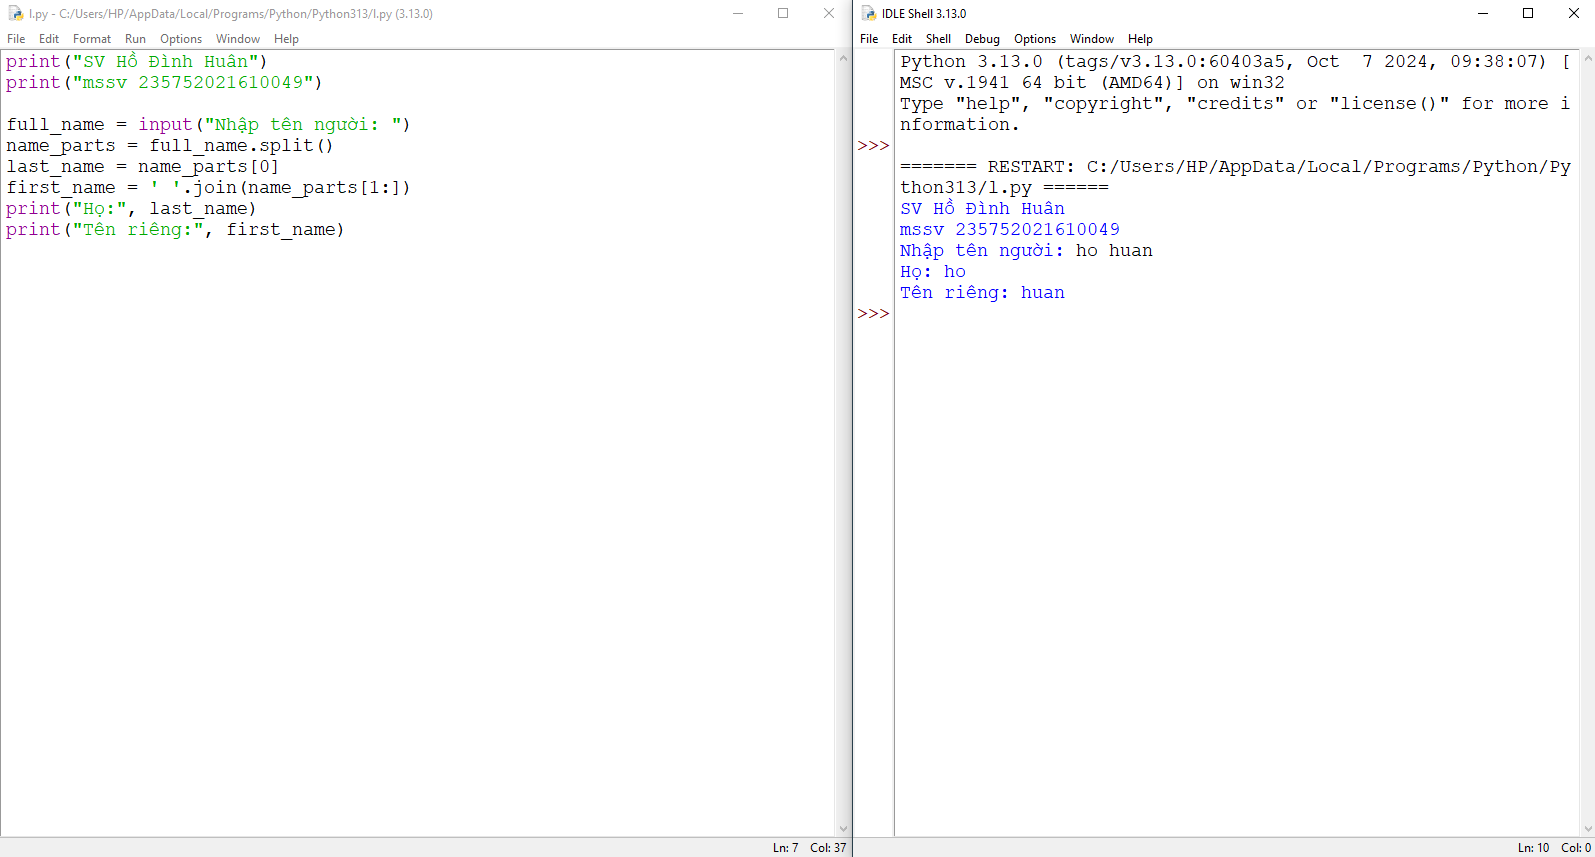 l.py - C:/Users/HP/AppData/Local/Programs/Python/Python313/l.py (3.13.0)
File Edit Format Run Options Window Help
print("SV Hồ Đình Huân")
print("mssv 235752021610049")
full_name = input("Nhập tên người: ")
name_parts = full_name.split()
last_name = name_parts[0]
first_name = ' '.join(name_parts[1:])
print("Họ:", last_name)
print("Tên riêng:", first_name)
Ln: 7 Col: 37
IDLE Shell 3.13.0
File Edit Shell Debug Options Window Help
Python 3.13.0 (tags/v3.13.0:60403a5, Oct  7 2024, 09:38:07) [
MSC v.1941 64 bit (AMD64)] on win32
Type "help", "copyright", "credits" or "license()" for more i
nformation.
>>>
======= RESTART: C:/Users/HP/AppData/Local/Programs/Python/Py
thon313/l.py ======
SV Hồ Đình Huân
mssv 235752021610049
Nhập tên người: ho huan
Họ: ho
Tên riêng: huan
>>>
Ln: 10 Col: 0